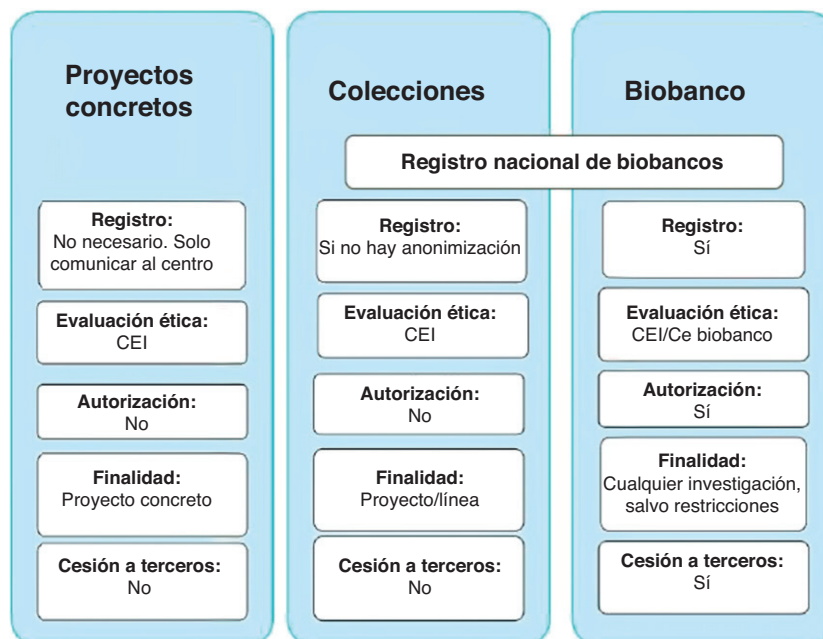 Proyectos
concretos
Registro:
No necesario. Solo
comunicar al centro
Evaluación ética:
CEI
Autorización:
No
Finalidad:
Proyecto concreto
Cesión a terceros:
No
Colecciones
Biobanco
Registro nacional de biobancos
Registro:
Si no hay anonimización
Evaluación ética:
CEI
Autorización:
No
Finalidad:
Proyecto/línea
Cesión a terceros:
No
Registro:
Sí
Evaluación ética:
CEI/Ce biobanco
Autorización:
Sí
Finalidad:
Cualquier investigación,
salvo restricciones
Cesión a terceros:
Sí